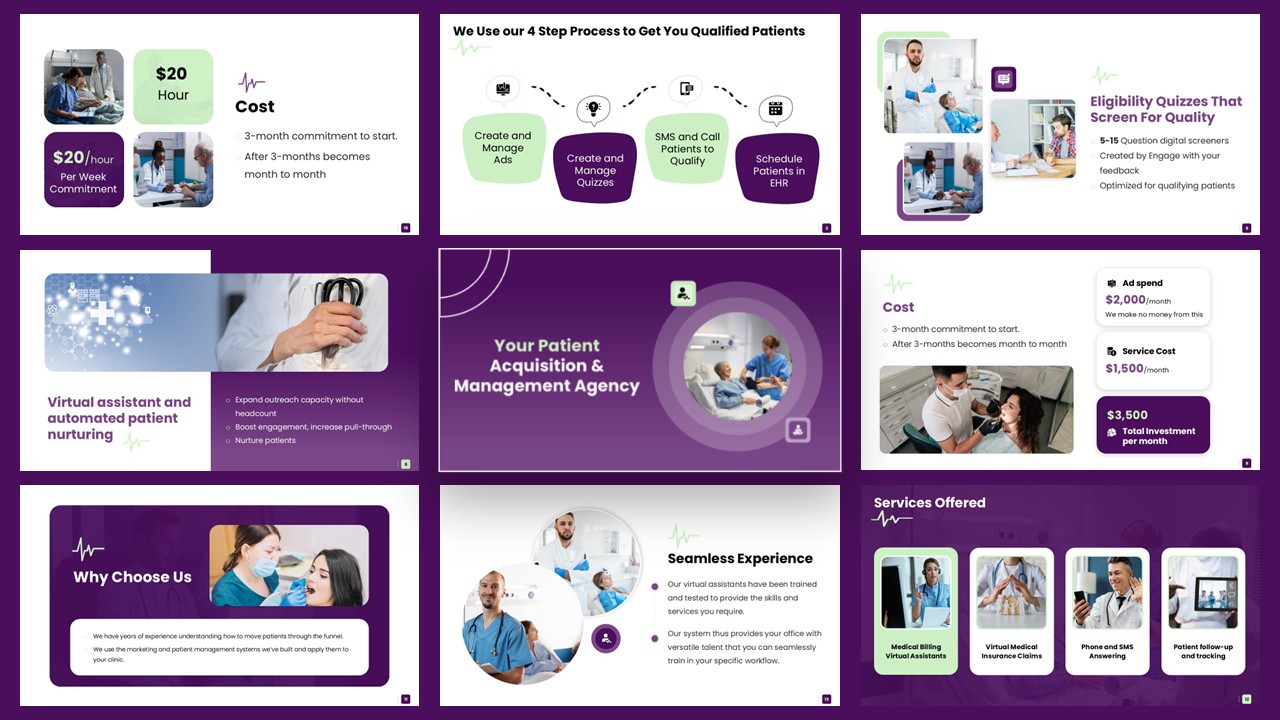 $20
Hour
$20/hour
Per Week
Commitment
Cost
3-month commitment to start.
After 3-months becomes
month to month
We Use our 4 Step Process to Get You Qualified Patients
Create and
Manage
Ads
Create and
Manage
Quizzes
SMS and Call
Patients to
Qualify
Schedule
Patients in
EHR
Eligibility Quizzes That
Screen For Quality
5-15 Question digital screeners
Created by Engage with your
feedback
Optimized for qualifying patients
Virtual assistant and
automated patient
nurturing
Expand outreach capacity without
headcount
Boost engagement, increase pull-through
Nurture patients
Your Patient
Acquisition &
Management Agency
Cost
3-month commitment to start.
After 3-months becomes month to month
Ad spend
$2,000/month
We make no money from this
Service Cost
$1,500/month
$3,500
Total Investment
per month
Why Choose Us
We have years of experience understanding how to move patients through the funnel.
We use the marketing and patient management systems we've built and apply them to
your clinic.
11
Seamless Experience
Our virtual assistants have been trained
and tested to provide the skills and
services you require.
Our system thus provides your office with
versatile talent that you can seamlessly
train in your specific workflow.
Services Offered
Medical Billing
Virtual Assistants
Virtual Medical
Insurance Claims
Phone and SMS
Answering
Patient follow-up
and tracking
12